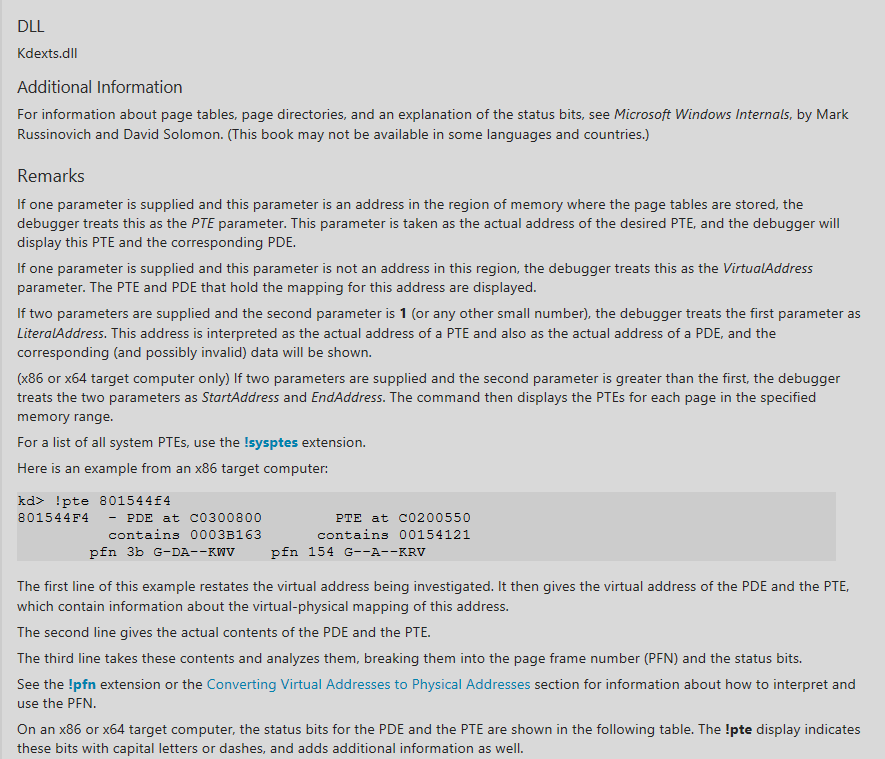 DLL
Kdexts.dll
Additional Information
For information about page tables, page directories, and an explanation of the status bits, see Microsoft Windows Internals, by Mark
Russinovich and David Solomon. (This book may not be available in some languages and countries.)
Remarks
If one parameter is supplied and this parameter is an address in the region of memory where the page tables are stored, the
debugger treats this as the PTE parameter. This parameter is taken as the actual address of the desired PTE, and the debugger will
display this PTE and the corresponding PDE.
If one parameter is supplied and this parameter is not an address in this region, the debugger treats this as the VirtualAddress
parameter. The PTE and PDE that hold the mapping for this address are displayed.
If two parameters are supplied and the second parameter is 1 (or any other small number), the debugger treats the first parameter as
LiteralAddress. This address is interpreted as the actual address of a PTE and also as the actual address of a PDE, and the
corresponding (and possibly invalid) data will be shown.
(x86 or x64 target computer only) If two parameters are supplied and the second parameter is greater than the first, the debugger
treats the two parameters as StartAddress and EndAddress. The command then displays the PTEs for each page in the specified
memory range.
For a list of all system PTEs, use the !sysptes extension.
Here is an example from an x86 target computer:
kd> !pte 801544f4
801544F4  - PDE at C0300800        PTE at C0200550
          contains 0003B163      contains 00154121
        pfn 3b G-DA--KWV    pfn 154 G--A--KRV
The first line of this example restates the virtual address being investigated. It then gives the virtual address of the PDE and the PTE,
which contain information about the virtual-physical mapping of this address.
The second line gives the actual contents of the PDE and the PTE.
The third line takes these contents and analyzes them, breaking them into the page frame number (PFN) and the status bits.
See the !pfn extension or the Converting Virtual Addresses to Physical Addresses section for information about how to interpret and
use the PFN.
On an x86 or x64 target computer, the status bits for the PDE and the PTE are shown in the following table. The !pte display indicates
these bits with capital letters or dashes, and adds additional information as well.